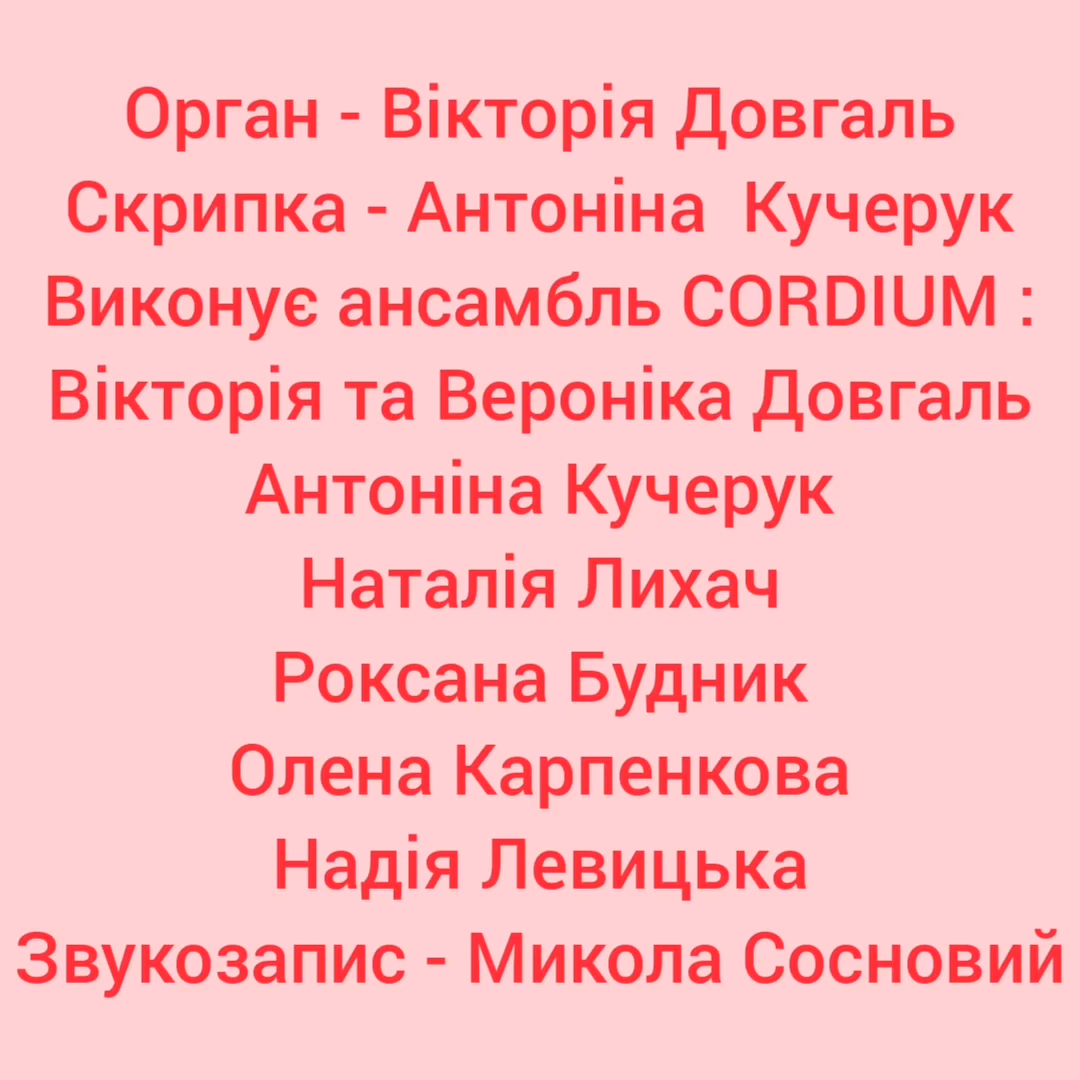 Орган - Вікторія Довгаль
Скрипка - Антоніна  Кучерук
Виконує ансамбль CORDIUM :
Вікторія та Вероніка Довгаль
Антоніна Кучерук
Наталія Лихач
Роксана Будник
Олена Карпенкова
Надія Левицька
Звукозапис - Микола Сосновий